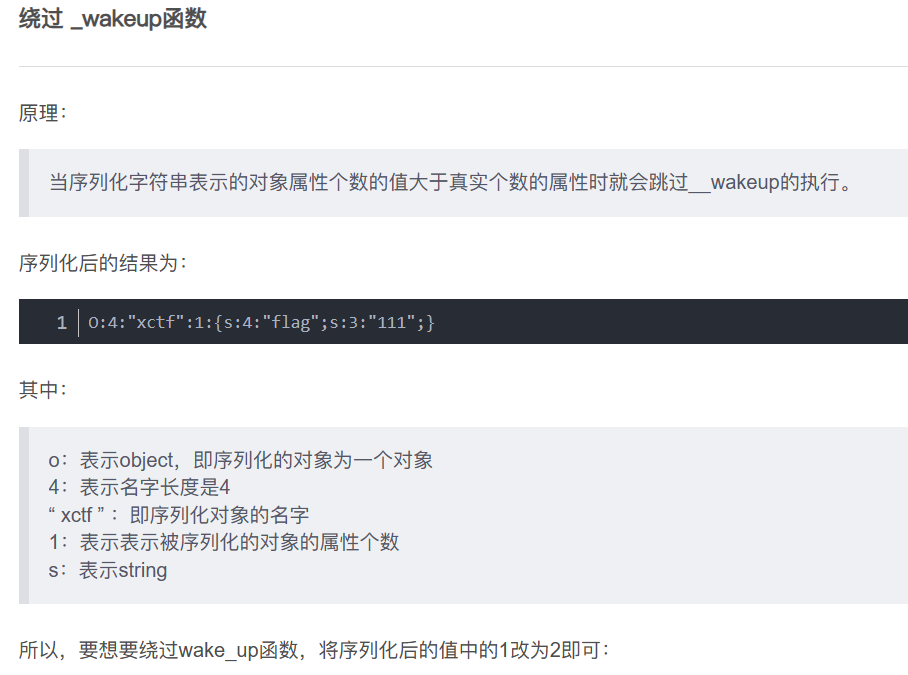 绕过 _wakeup函数
原理：
当序列化字符串表示的对象属性个数的值大于真实个数的属性时就会跳过__wakeup的执行。
序列化后的结果为：
1 O:4:"xctf":1:{s:4:"flag";s:3:"111";}
其中：
o：表示object，即序列化的对象为一个对象
4：表示名字长度是4
“ xctf ” ：即序列化对象的名字
1：表示表示被序列化的对象的属性个数
s：表示string
所以，要想要绕过wake_up函数，将序列化后的值中的1改为2即可：